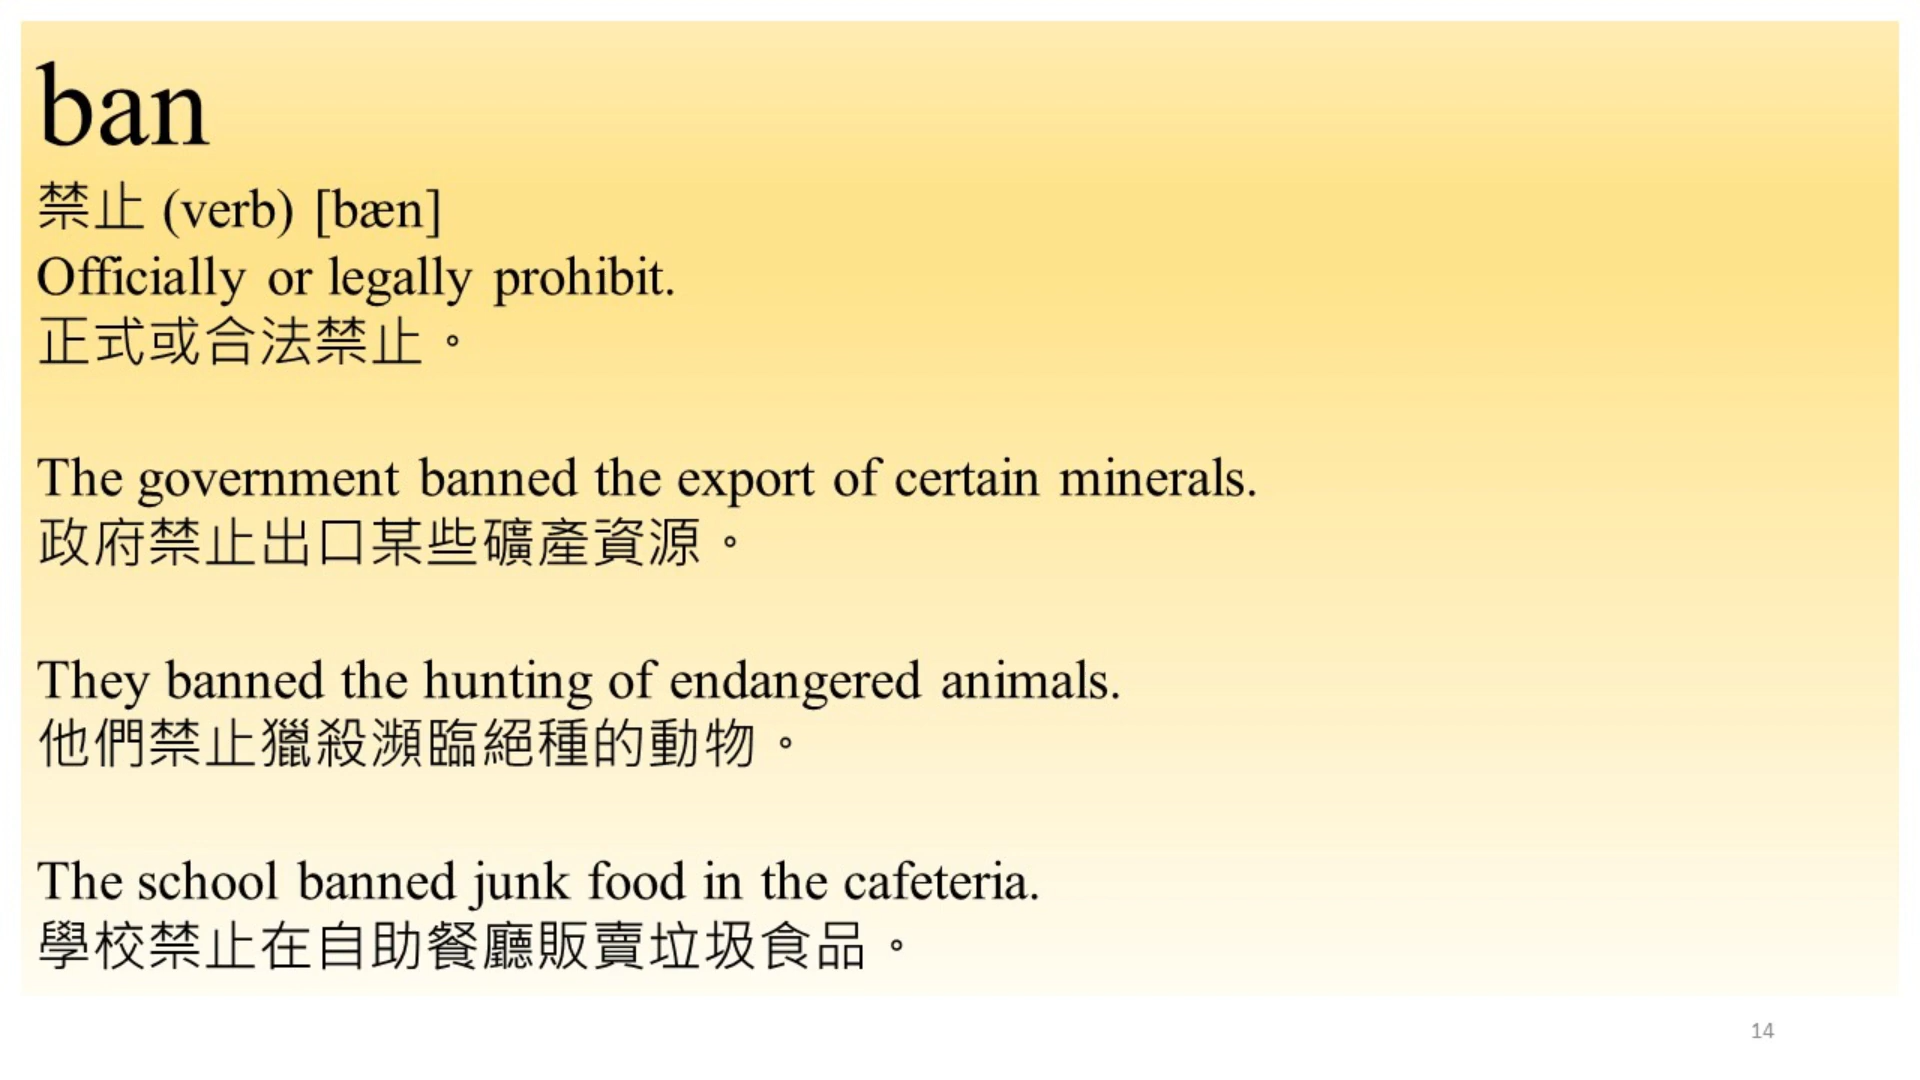 ban
禁止 (verb) [bæn]
Officially or legally prohibit.
正式或合法禁止。
The government banned the export of certain minerals.
政府禁止出口某些礦產資源。
They banned the hunting of endangered animals.
他們禁止獵殺瀕臨絕種的動物。
The school banned junk food in the cafeteria.
學校禁止在自助餐廳販賣垃圾食品。
14